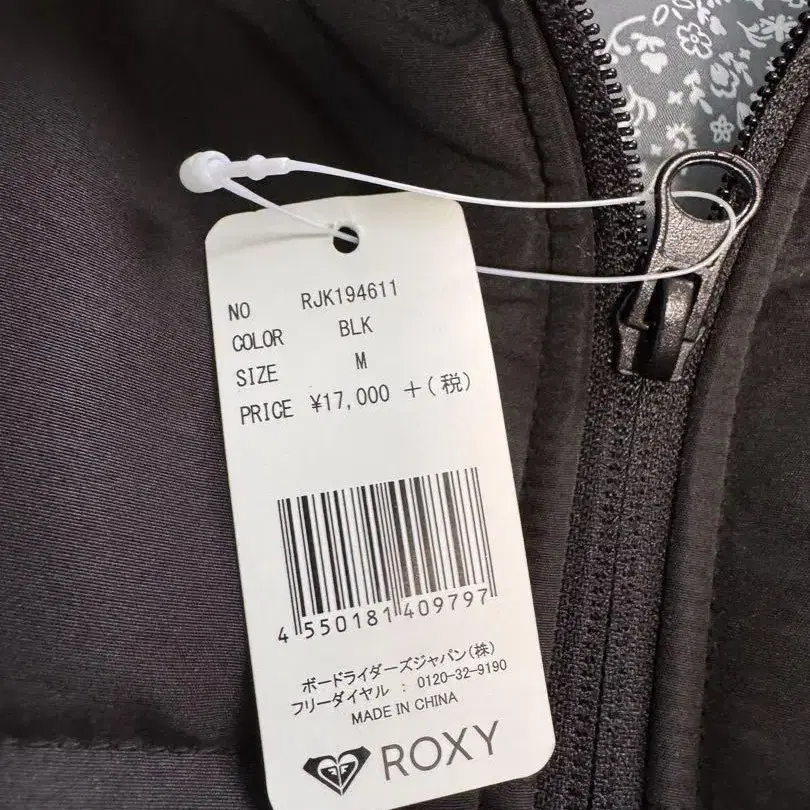 NO RJK194611
COLOR BLK
SIZE M
PRICE ¥17,000 +(税)
4 550181 409797
ボードライダーズジャパン(株)
フリーダイヤル : 0120-32-9190
MADE IN CHINA
ROXY